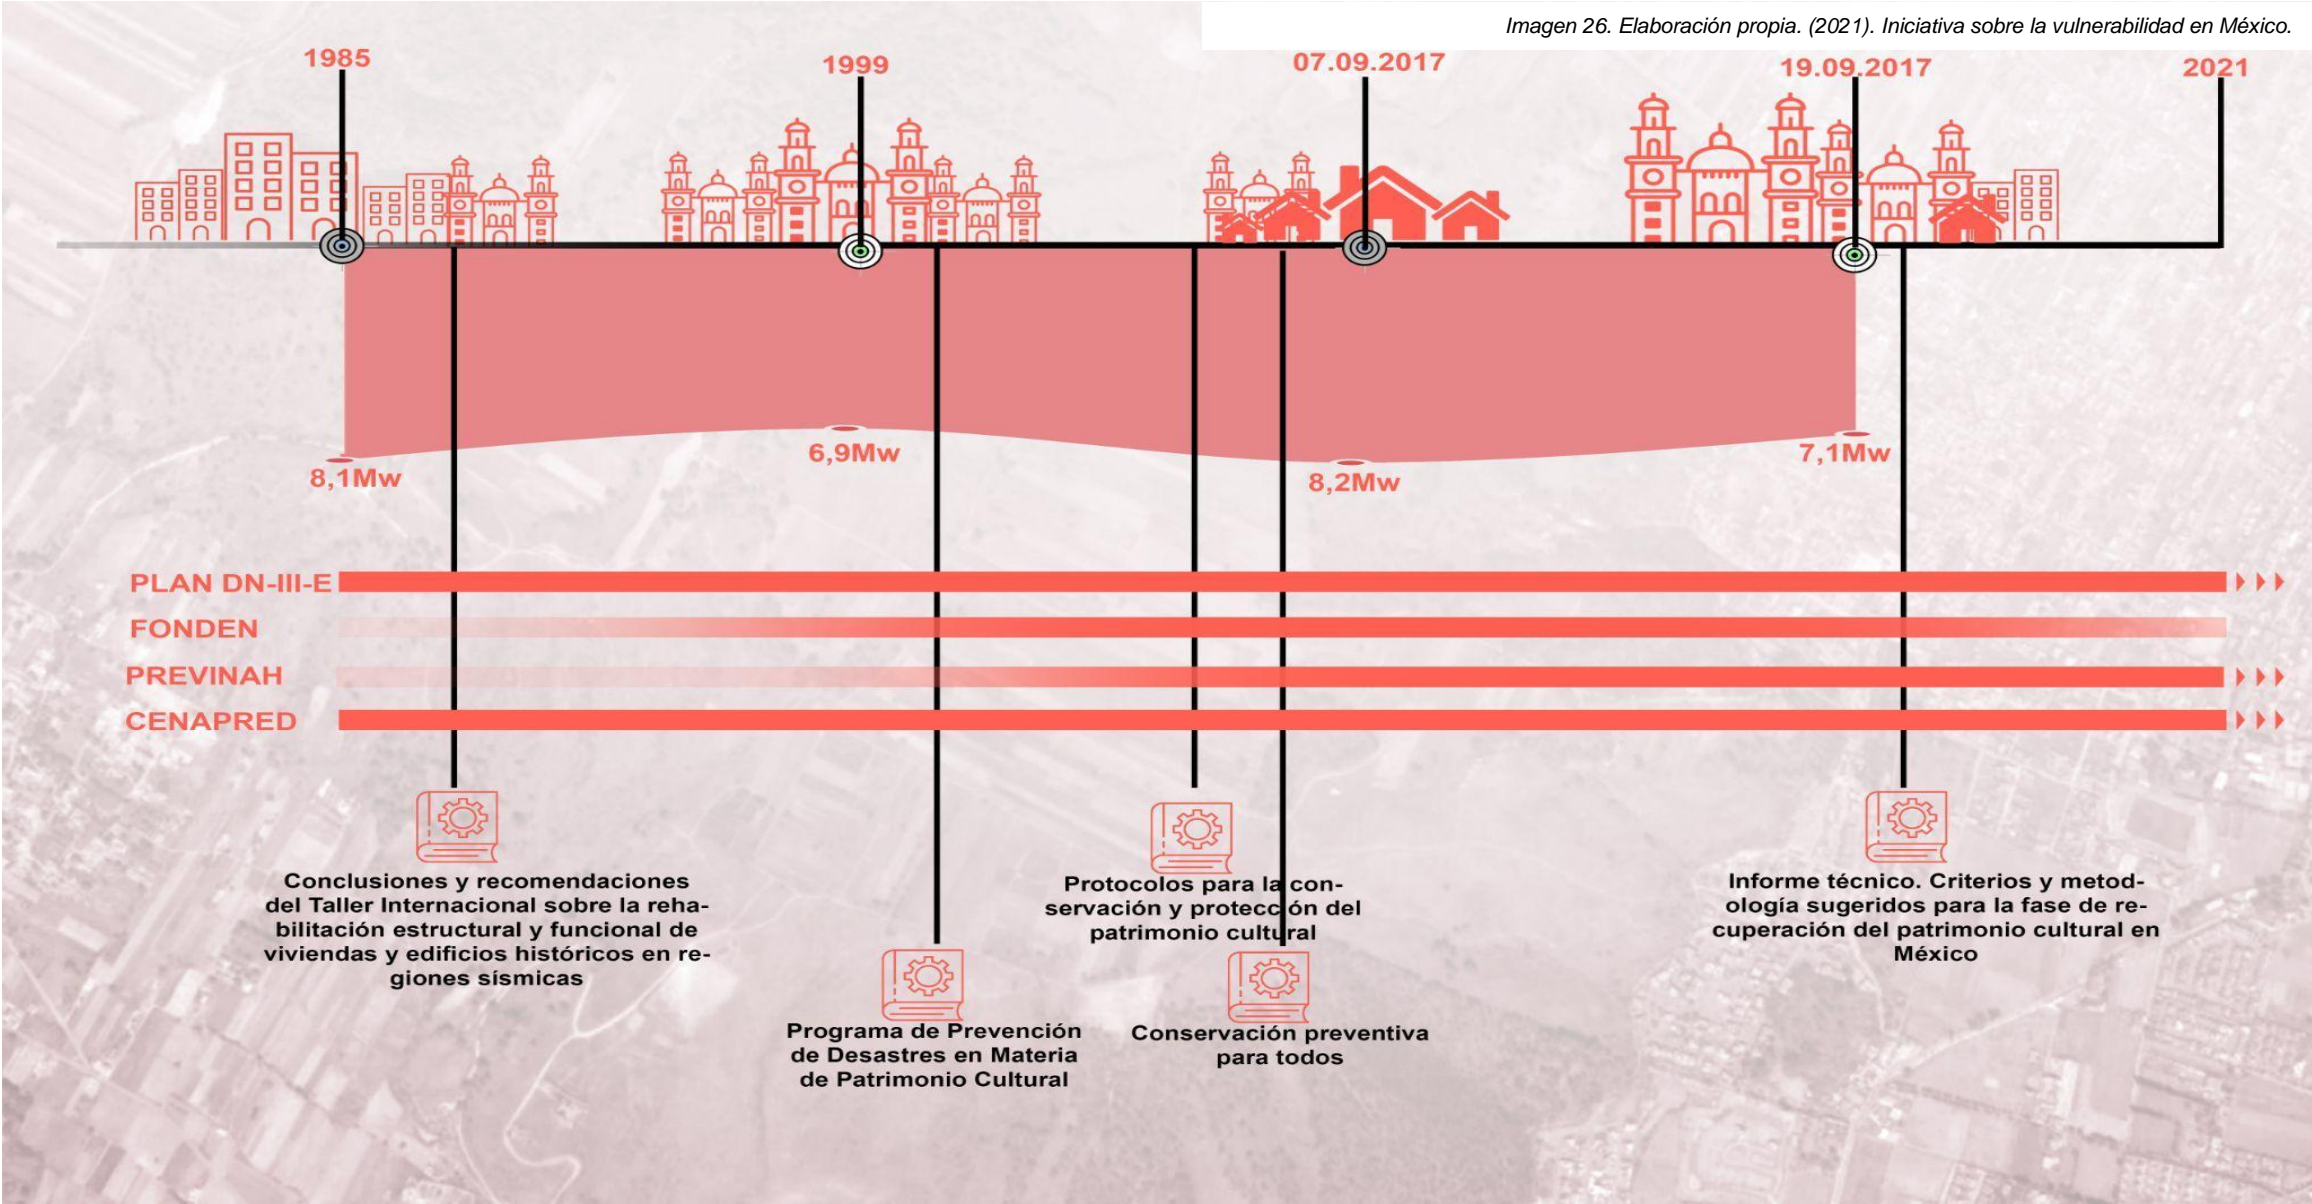 Imagen 26. Elaboración propia. (2021). Iniciativa sobre la vulnerabilidad en México.
1985
1999
07.09.2017
19.09.2017
2021
8,1Mw
6,9Mw
8,2Mw
7,1Mw
PLAN DN-III-E
FONDEN
PREVINAH
CENAPRED
Conclusiones y recomendaciones
del Taller Internacional sobre la reha-
bilitación estructural y funcional de
viviendas y edificios históricos en re-
giones sísmicas
Programa de Prevención
de Desastres en Materia
de Patrimonio Cultural
Protocolos para la con-
servación y protección del
patrimonio cultural
Conservación preventiva
para todos
Informe técnico. Criterios y metod-
ología sugeridos para la fase de re-
cuperación del patrimonio cultural en
México